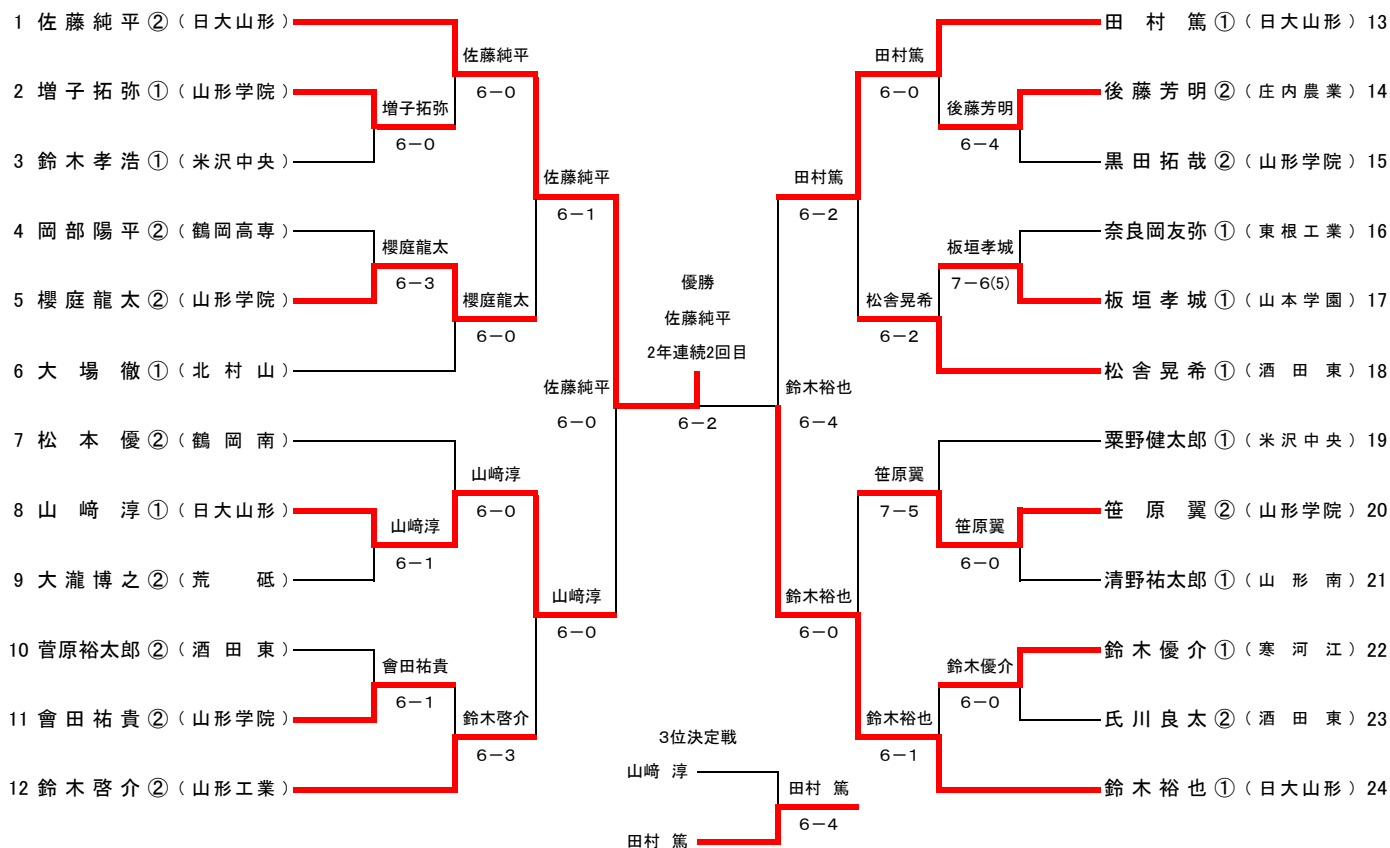 1 佐藤純平② (日大山形)
2 増子拓弥① (山形学院)
3 鈴木孝浩① (米沢中央)
4 岡部陽平② (鶴岡高専)
5 櫻庭龍太② (山形学院)
6 大場徹① (北村山)
7 松本優② (鶴岡南)
8 山﨑淳① (日大山形)
9 大瀧博之② (荒砥)
10 菅原裕太郎② (酒田東)
11 會田祐貴② (山形学院)
12 鈴木啓介② (山形工業)
増子拓弥
6-0
櫻庭龍太
6-3
山﨑淳
6-1
會田祐貴
6-1
佐藤純平
6-0
櫻庭龍太
6-0
山﨑淳
6-0
鈴木啓介
6-3
佐藤純平
6-1
山﨑淳
6-0
佐藤純平
6-0
優勝
佐藤純平
2年連続2回目
6-2
鈴木裕也
6-4
田村篤
6-2
鈴木裕也
6-0
田村篤
6-0
松舎晃希
6-2
笹原翼
7-5
鈴木裕也
6-1
後藤芳明
6-4
板垣孝城
7-6(5)
笹原翼
6-0
鈴木優介
6-0
田村篤① (日大山形) 13
後藤芳明② (庄内農業) 14
黒田拓哉② (山形学院) 15
奈良岡友弥① (東根工業) 16
板垣孝城① (山本学園) 17
松舎晃希① (酒田東) 18
粟野健太郎① (米沢中央) 19
笹原翼② (山形学院) 20
清野祐太郎① (山形南) 21
鈴木優介① (寒河江) 22
氏川良太② (酒田東) 23
鈴木裕也① (日大山形) 24
3位決定戦
山﨑 淳
田村 篤
6-4
田村 篤